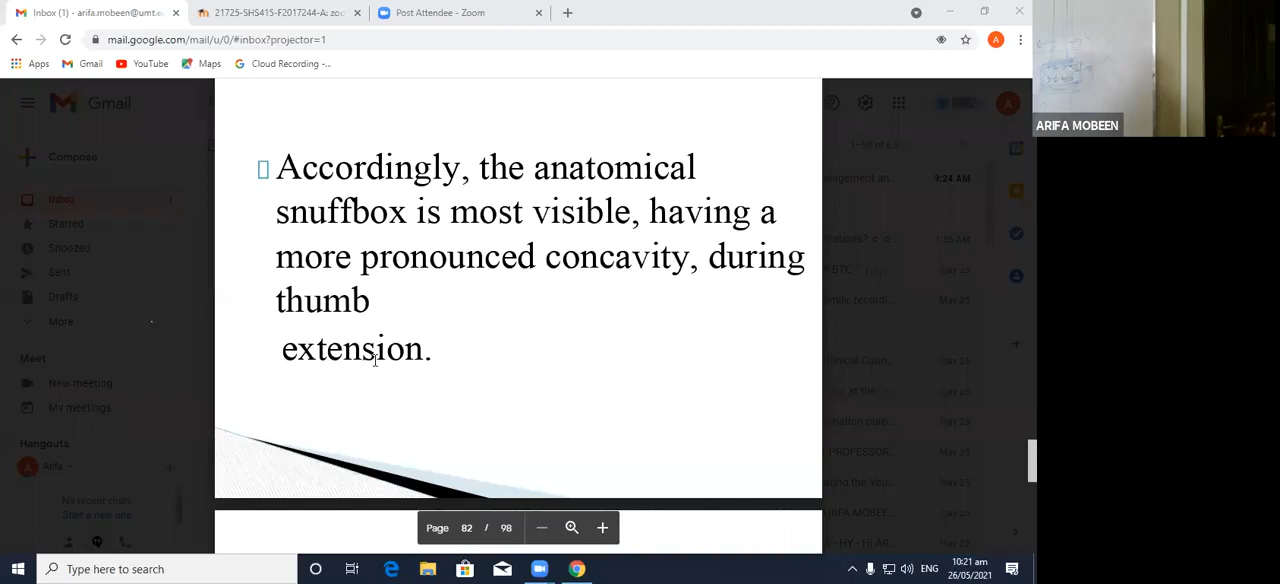 Inbox (1) - arifa.mobeen@umt.e
21725-SHS415-F2017244-A: zoo
Post Attendee - Zoom
mail.google.com/mail/u/0/#inbox?projector=1
Apps
Gmail
YouTube
Maps
Cloud Recording -...
ARIFA MOBEEN
Gmail
Compose
Inbox
Starred
Snoozed
Sent
Drafts
More
Meet
New meeting
My meetings
Hangouts
Arifa
No recent chats
Start a new one
Accordingly, the anatomical
snuffbox is most visible, having a
more pronounced concavity, during
thumb
extension.
9:24 AM
Page 82 / 98
Type here to search
ENG
10:21 am
26/05/2021